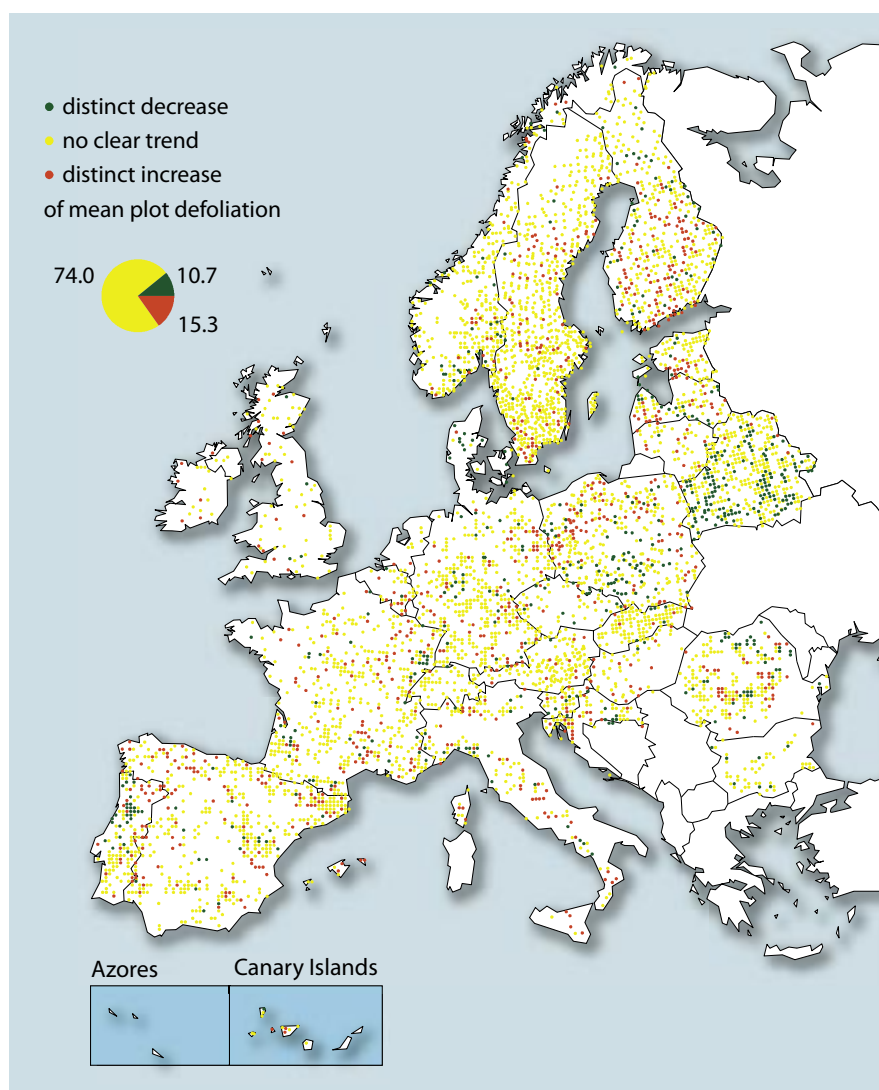 distinct decrease
no clear trend
distinct increase
of mean plot defoliation
74.0 10.7
15.3
Azores Canary Islands